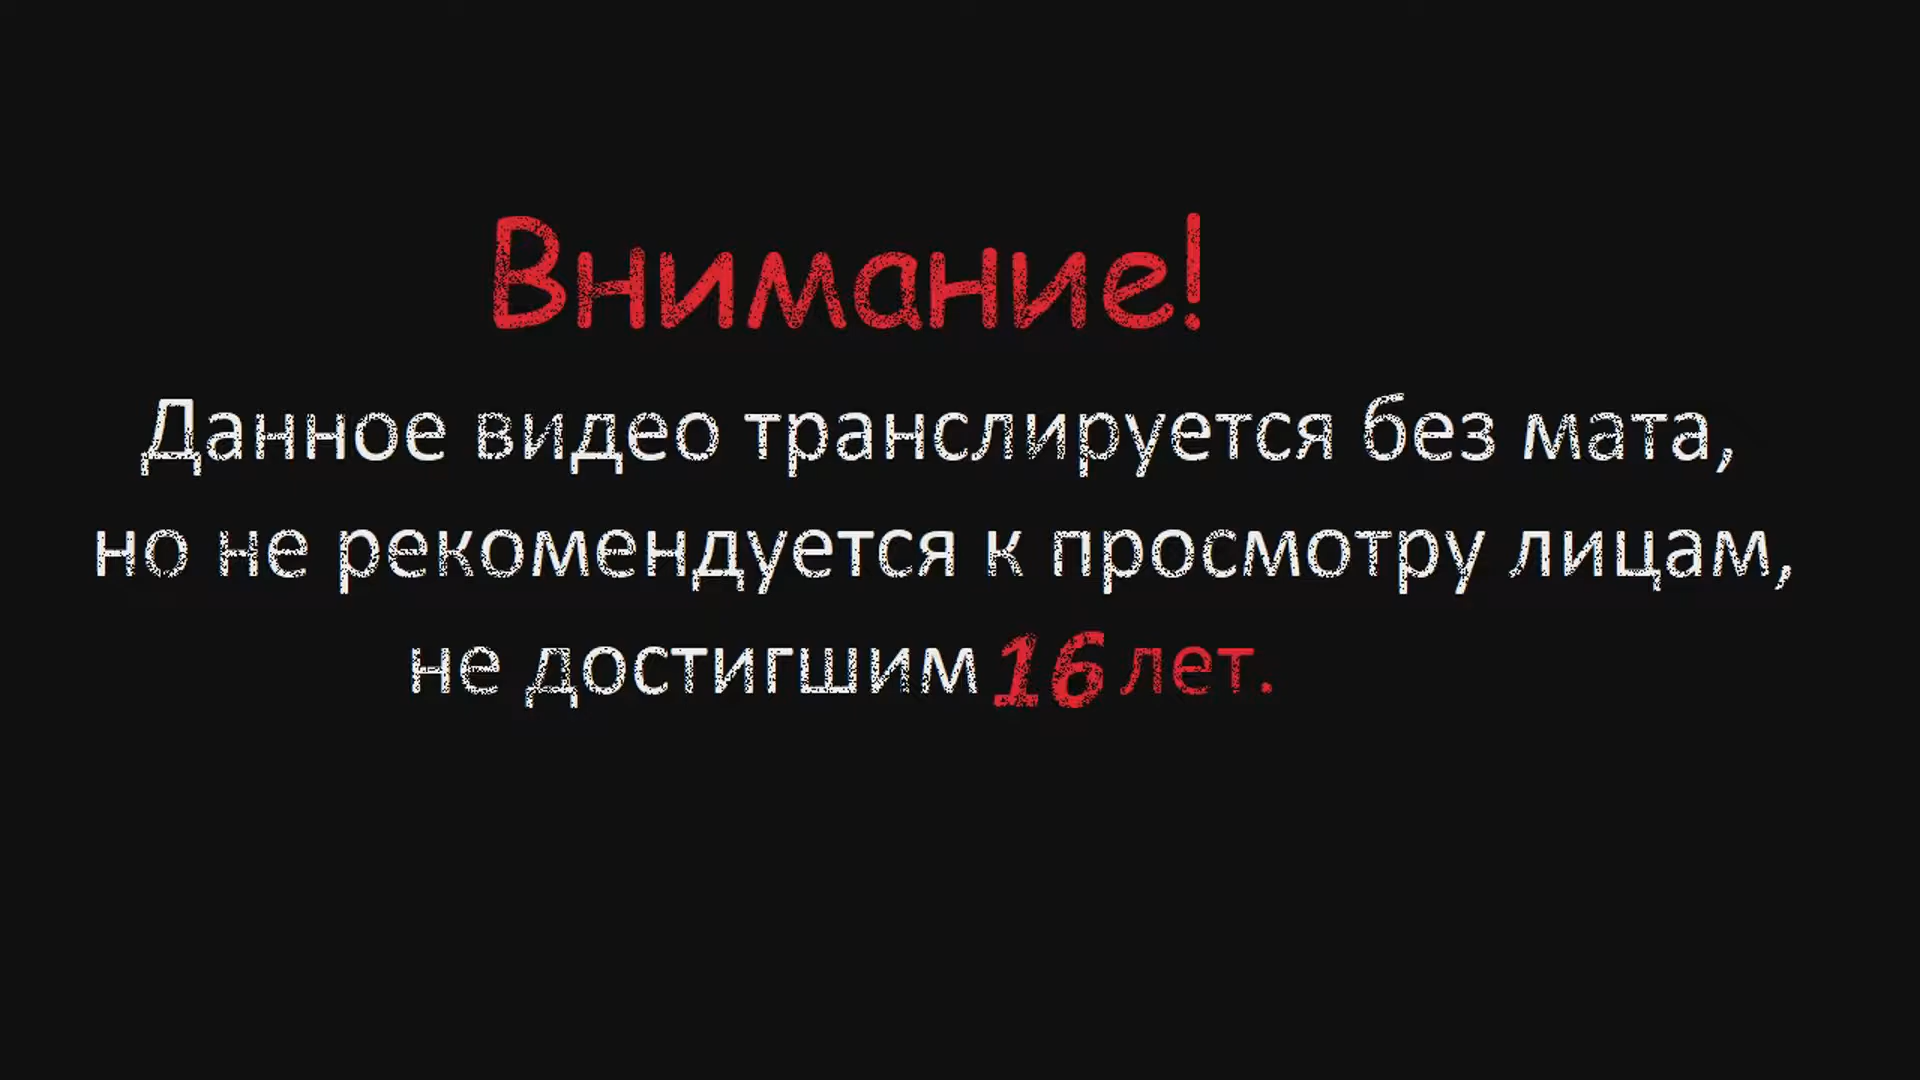 Внимание!
Данное видео транслируется без мата,
но не рекомендуется к просмотру лицам,
не достигшим 16 лет.